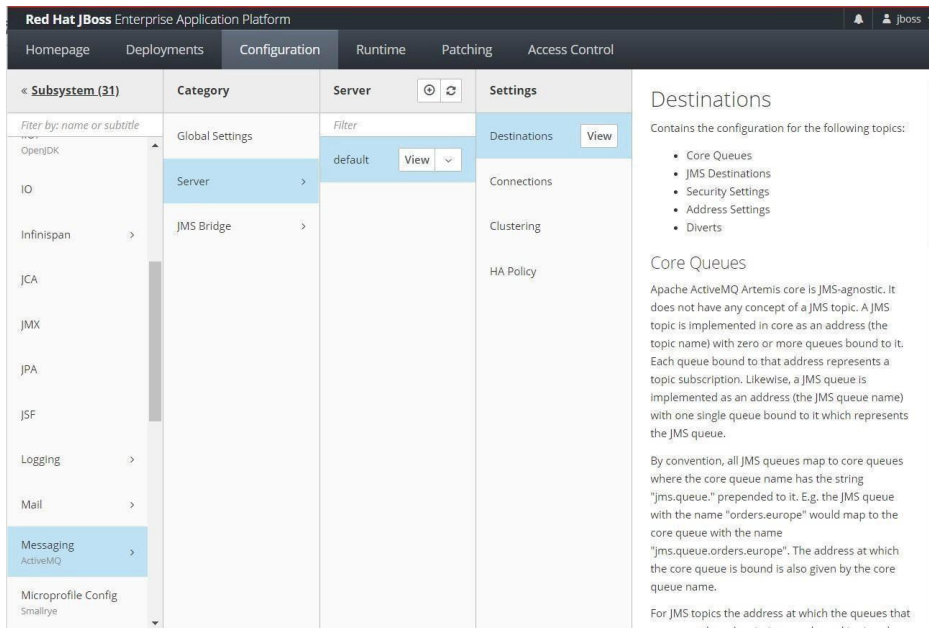 Red Hat JBoss Enterprise Application Platform
jboss
Homepage Deployments Configuration Runtime Patching Access Control
« Subsystem (31)
Fiter by: name or subtitle
OpenJDK
IO
Infinispan
JCA
JMX
JPA
JSF
Logging
Mail
Messaging
ActiveMQ
Microprofile Config
Smallrye
Category
Global Settings
Server
JMS Bridge
Server
Filter
default View
Settings
Destinations View
Connections
Clustering
HA Policy
Destinations
Contains the configuration for the following topics:
• Core Queues
• JMS Destinations
• Security Settings
• Address Settings
• Diverts
Core Queues
Apache ActiveMQ Artemis core is JMS-agnostic. It
does not have any concept of a JMS topic. A JMS
topic is implemented in core as an address (the
topic name) with zero or more queues bound to it.
Each queue bound to that address represents a
topic subscription. Likewise, a JMS queue is
implemented as an address (the JMS queue name)
with one single queue bound to it which represents
the JMS queue.
By convention, all JMS queues map to core queues
where the core queue name has the string
"jms.queue." prepended to it. E.g. the JMS queue
with the name "orders.europe" would map to the
core queue with the name
"jms.queue.orders.europe". The address at which
the core queue is bound is also given by the core
queue name.
For JMS topics the address at which the queues that